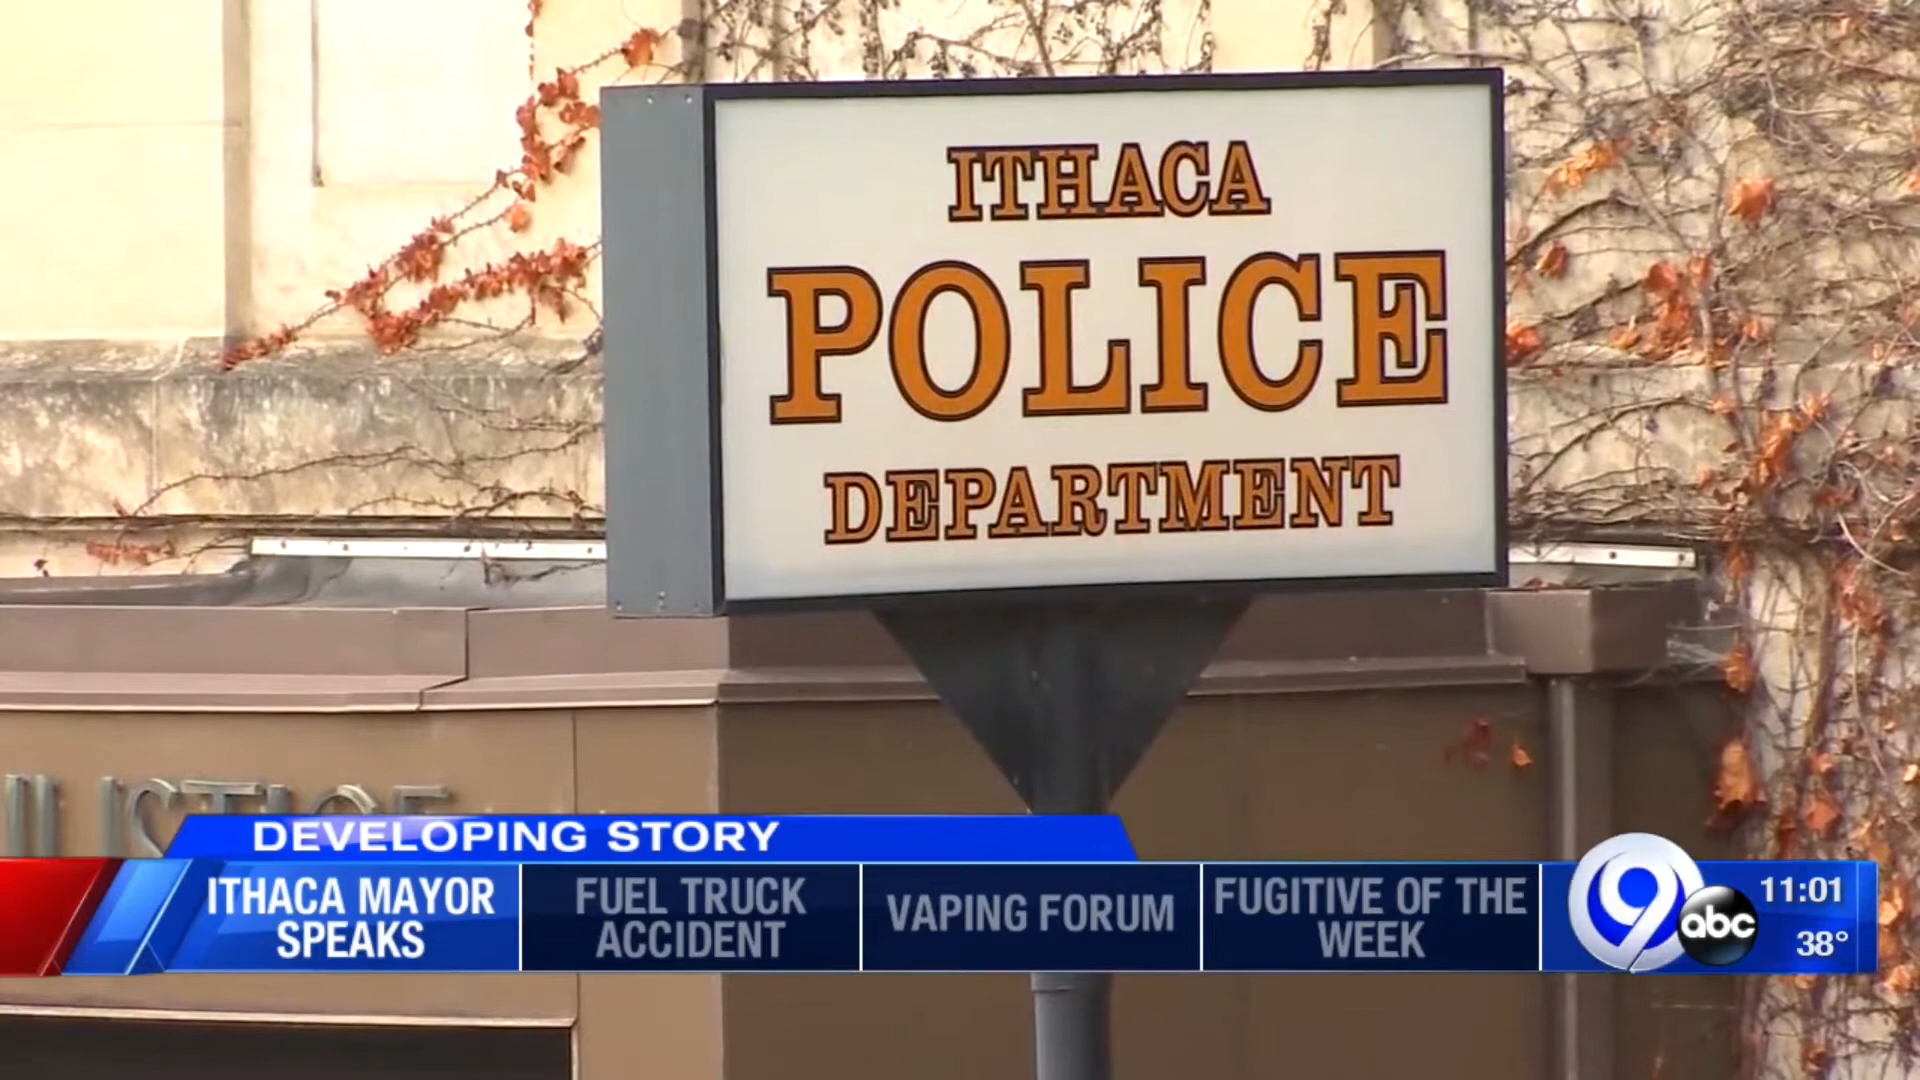 ITHACA
POLICE
DEPARTMENT
JUSTICE
DEVELOPING STORY
ITHACA MAYOR
SPEAKS
FUEL TRUCK
ACCIDENT
VAPING FORUM
FUGITIVE OF THE
WEEK
9
abc
11:01
38°